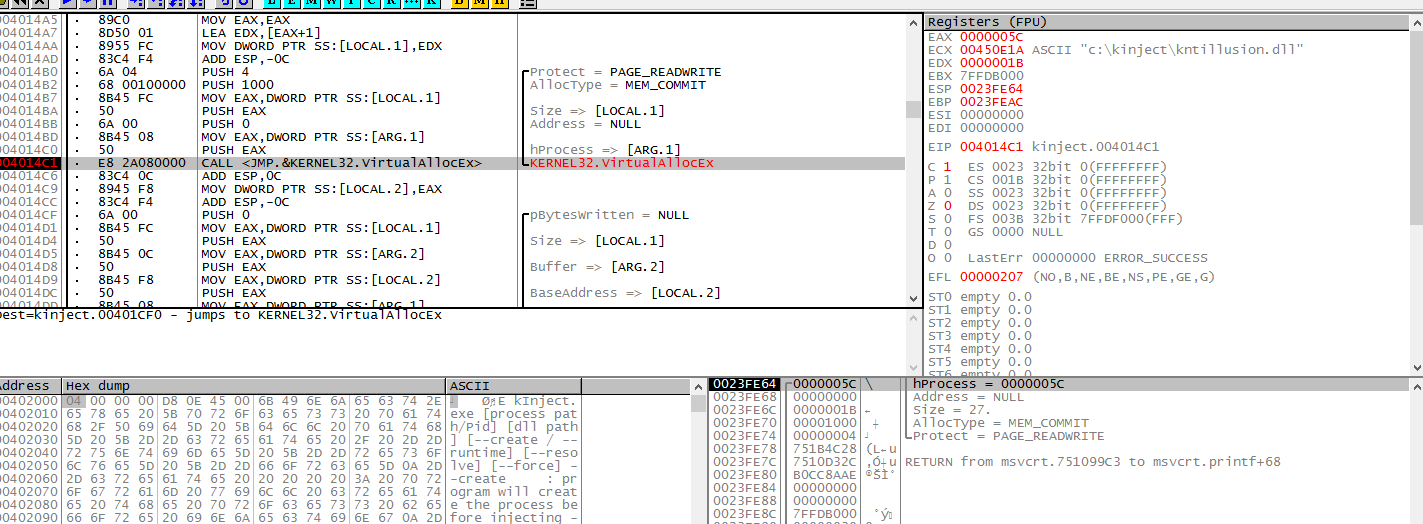 L E M W T C R ... K B M H
004014A5 . 89C0 MOV EAX,EAX
004014A7 . 8D50 01 LEA EDX,[EAX+1]
004014AA . 8955 FC MOV DWORD PTR SS:[LOCAL.1],EDX
004014AD . 83C4 F4 ADD ESP,-0C
004014B0 . 6A 04 PUSH 4 Protect = PAGE_READWRITE
004014B2 . 68 00100000 PUSH 1000 AllocType = MEM_COMMIT
004014B7 . 8B45 FC MOV EAX,DWORD PTR SS:[LOCAL.1]
004014BA . 50 PUSH EAX Size => [LOCAL.1]
004014BB . 6A 00 PUSH 0 Address = NULL
004014BD . 8B45 08 MOV EAX,DWORD PTR SS:[ARG.1]
004014C0 . 50 PUSH EAX hProcess => [ARG.1]
004014C1 . E8 2A080000 CALL <JMP.&KERNEL32.VirtualAllocEx> KERNEL32.VirtualAllocEx
004014C6 . 83C4 0C ADD ESP,0C
004014C9 . 8945 F8 MOV DWORD PTR SS:[LOCAL.2],EAX
004014CC . 83C4 F4 ADD ESP,-0C
004014CF . 6A 00 PUSH 0 pBytesWritten = NULL
004014D1 . 8B45 FC MOV EAX,DWORD PTR SS:[LOCAL.1]
004014D4 . 50 PUSH EAX Size => [LOCAL.1]
004014D5 . 8B45 0C MOV EAX,DWORD PTR SS:[ARG.2]
004014D8 . 50 PUSH EAX Buffer => [ARG.2]
004014D9 . 8B45 F8 MOV EAX,DWORD PTR SS:[LOCAL.2]
004014DC . 50 PUSH EAX BaseAddress => [LOCAL.2]
004014DD . 8B45 08 MOV EAX,DWORD PTR SS:[ARG.1]
Dest=kinject.00401CF0 - jumps to KERNEL32.VirtualAllocEx
Registers (FPU)
EAX 0000005C
ECX 00450E1A ASCII "c:\kinject\kntillusion.dll"
EDX 0000001B
EBX 7FFDB000
ESP 0023FE64
EBP 0023FEAC
ESI 00000000
EDI 00000000
EIP 004014C1 kinject.004014C1
C 1 ES 0023 32bit 0(FFFFFFFF)
P 1 CS 001B 32bit 0(FFFFFFFF)
A 0 SS 0023 32bit 0(FFFFFFFF)
Z 0 DS 0023 32bit 0(FFFFFFFF)
S 0 FS 003B 32bit 7FFDF000(FFF)
T 0 GS 0000 NULL
D 0
O 0 LastErr 00000000 ERROR_SUCCESS
EFL 00000207 (NO,B,NE,BE,NS,PE,GE,G)
ST0 empty 0.0
ST1 empty 0.0
ST2 empty 0.0
ST3 empty 0.0
ST4 empty 0.0
ST5 empty 0.0
ST6 empty 0.0
Address Hex dump ASCII
00402000 04 00 00 00 D8 0E 45 00 6B 49 6E 6A 65 63 74 2E kInject.
00402010 65 78 65 20 5B 70 72 6F 63 65 73 73 20 70 61 74 exe [process pat
00402020 68 2F 50 69 64 5D 20 5B 64 6C 6C 20 70 61 74 68 h/Pid] [dll path
00402030 5D 20 5B 2D 2D 63 72 65 61 74 65 20 2F 20 2D 2D ] [--create / --
00402040 72 75 6E 74 69 6D 65 5D 20 5B 2D 2D 72 65 73 6F runtime] [--reso
00402050 6C 76 65 5D 20 5B 2D 2D 66 6F 72 63 65 5D 0A 2D lve] [--force] -
00402060 2D 63 72 65 61 74 65 20 20 20 20 20 3A 20 70 72 -create : pr
00402070 6F 67 72 61 6D 20 77 69 6C 6C 20 63 72 65 61 74 ogram will creat
00402080 65 20 74 68 65 20 70 72 6F 63 65 73 73 20 62 65 e the process be
00402090 66 6F 72 65 20 69 6E 6A 65 63 74 69 6E 67 0A 2D fore injecting -
0023FE64 0000005C \ hProcess = 0000005C
0023FE68 00000000 Address = NULL
0023FE6C 0000001B Size = 27.
0023FE70 00001000 AllocType = MEM_COMMIT
0023FE74 00000004 Protect = PAGE_READWRITE
0023FE78 751B4C28
0023FE7C 7510D32C RETURN from msvcrt.751099C3 to msvcrt.printf+68
0023FE80 B0CC8AAE
0023FE84 00000000
0023FE88 00000000
0023FE8C 7FFDB000